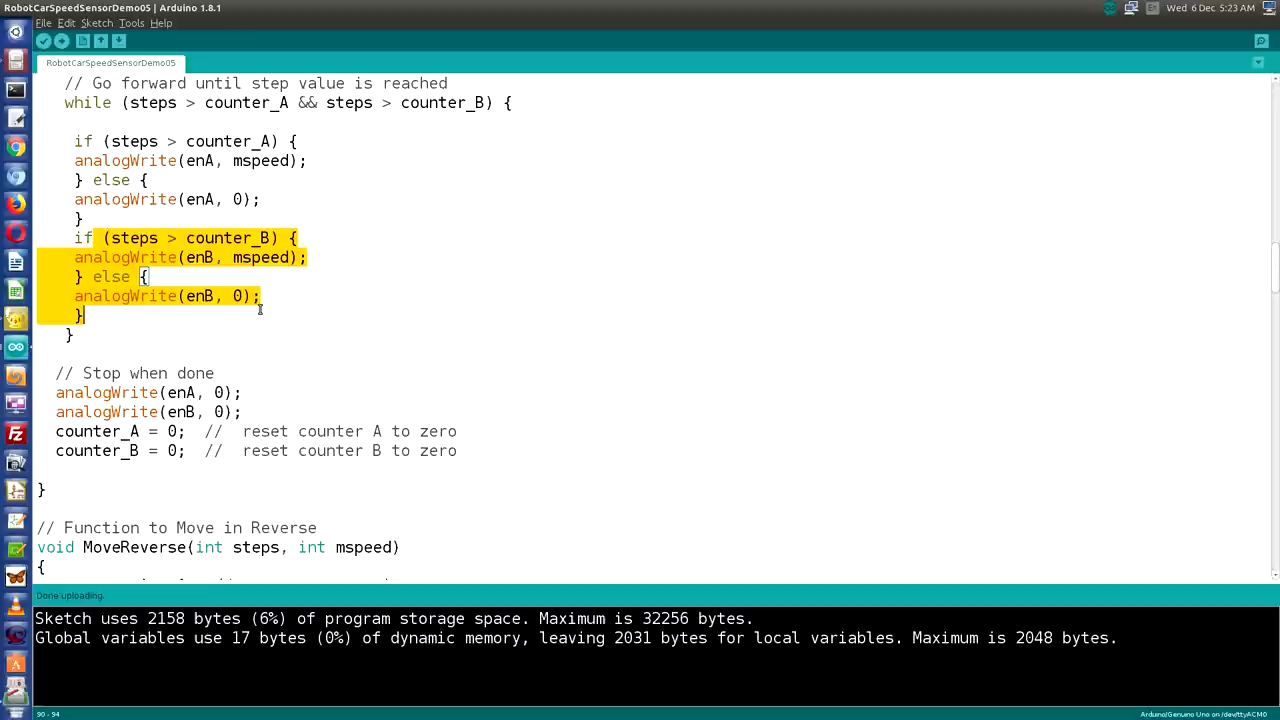 RobotCarSpeedSensorDemo05 | Arduino 1.8.1
Wed 6 Dec, 5:23 AM
File Edit Sketch Tools Help
RobotCarSpeedSensorDemo05
// Go forward until step value is reached
while (steps > counter_A && steps > counter_B) {
if (steps > counter_A) {
analogWrite(enA, mspeed);
} else {
analogWrite(enA, 0);
}
if (steps > counter_B) {
analogWrite(enB, mspeed);
} else {
analogWrite(enB, 0);
}
}
// Stop when done
analogWrite(enA, 0);
analogWrite(enB, 0);
counter_A = 0;  //  reset counter A to zero
counter_B = 0;  //  reset counter B to zero
}
// Function to Move in Reverse
void MoveReverse(int steps, int mspeed)
{
Done uploading.
Sketch uses 2158 bytes (6%) of program storage space. Maximum is 32256 bytes.
Global variables use 17 bytes (0%) of dynamic memory, leaving 2031 bytes for local variables. Maximum is 2048 bytes.
90 - 94
Arduino/Genuino Uno on /dev/ttyACM0